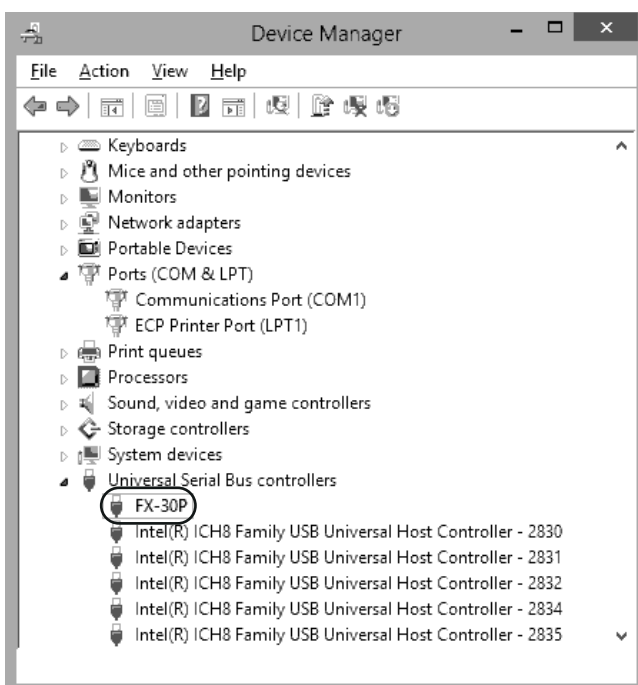 Device Manager
File Action View Help
Keyboards
Mice and other pointing devices
Monitors
Network adapters
Portable Devices
Ports (COM & LPT)
Communications Port (COM1)
ECP Printer Port (LPT1)
Print queues
Processors
Sound, video and game controllers
Storage controllers
System devices
Universal Serial Bus controllers
FX-30P
Intel(R) ICH8 Family USB Universal Host Controller - 2830
Intel(R) ICH8 Family USB Universal Host Controller - 2831
Intel(R) ICH8 Family USB Universal Host Controller - 2832
Intel(R) ICH8 Family USB Universal Host Controller - 2834
Intel(R) ICH8 Family USB Universal Host Controller - 2835